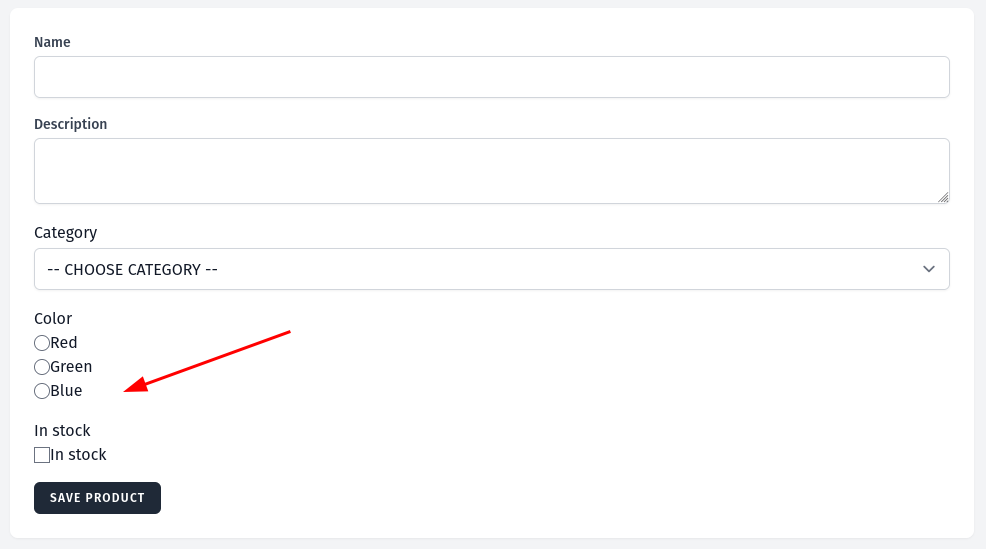 Name
Description
Category
-- CHOOSE CATEGORY --
Color
Red
Green
Blue
In stock
In stock
SAVE PRODUCT